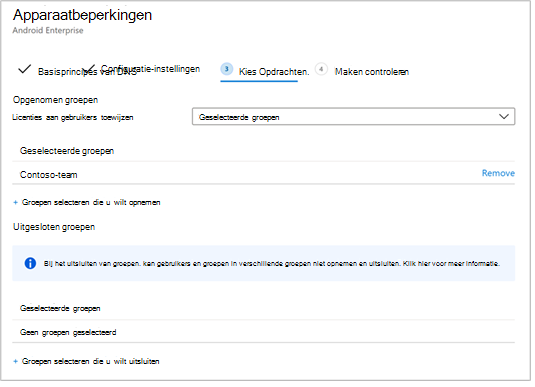 Apparaatbeperkingen
Android Enterprise
Basisprincipes van DNS
Configuratie-instellingen
3 Kies Opdrachten.
4 Maken controleren
Opgenomen groepen
Licenties aan gebruikers toewijzen
Geselecteerde groepen
Geselecteerde groepen
Contoso-team Remove
+ Groepen selecteren die u wilt opnemen
Uitgesloten groepen
Bij het uitsluiten van groepen, kan gebruikers en groepen in verschillende groepen niet opnemen en uitsluiten. Klik hier voor meer informatie.
Geselecteerde groepen
Geen groepen geselecteerd
+ Groepen selecteren die u wilt uitsluiten